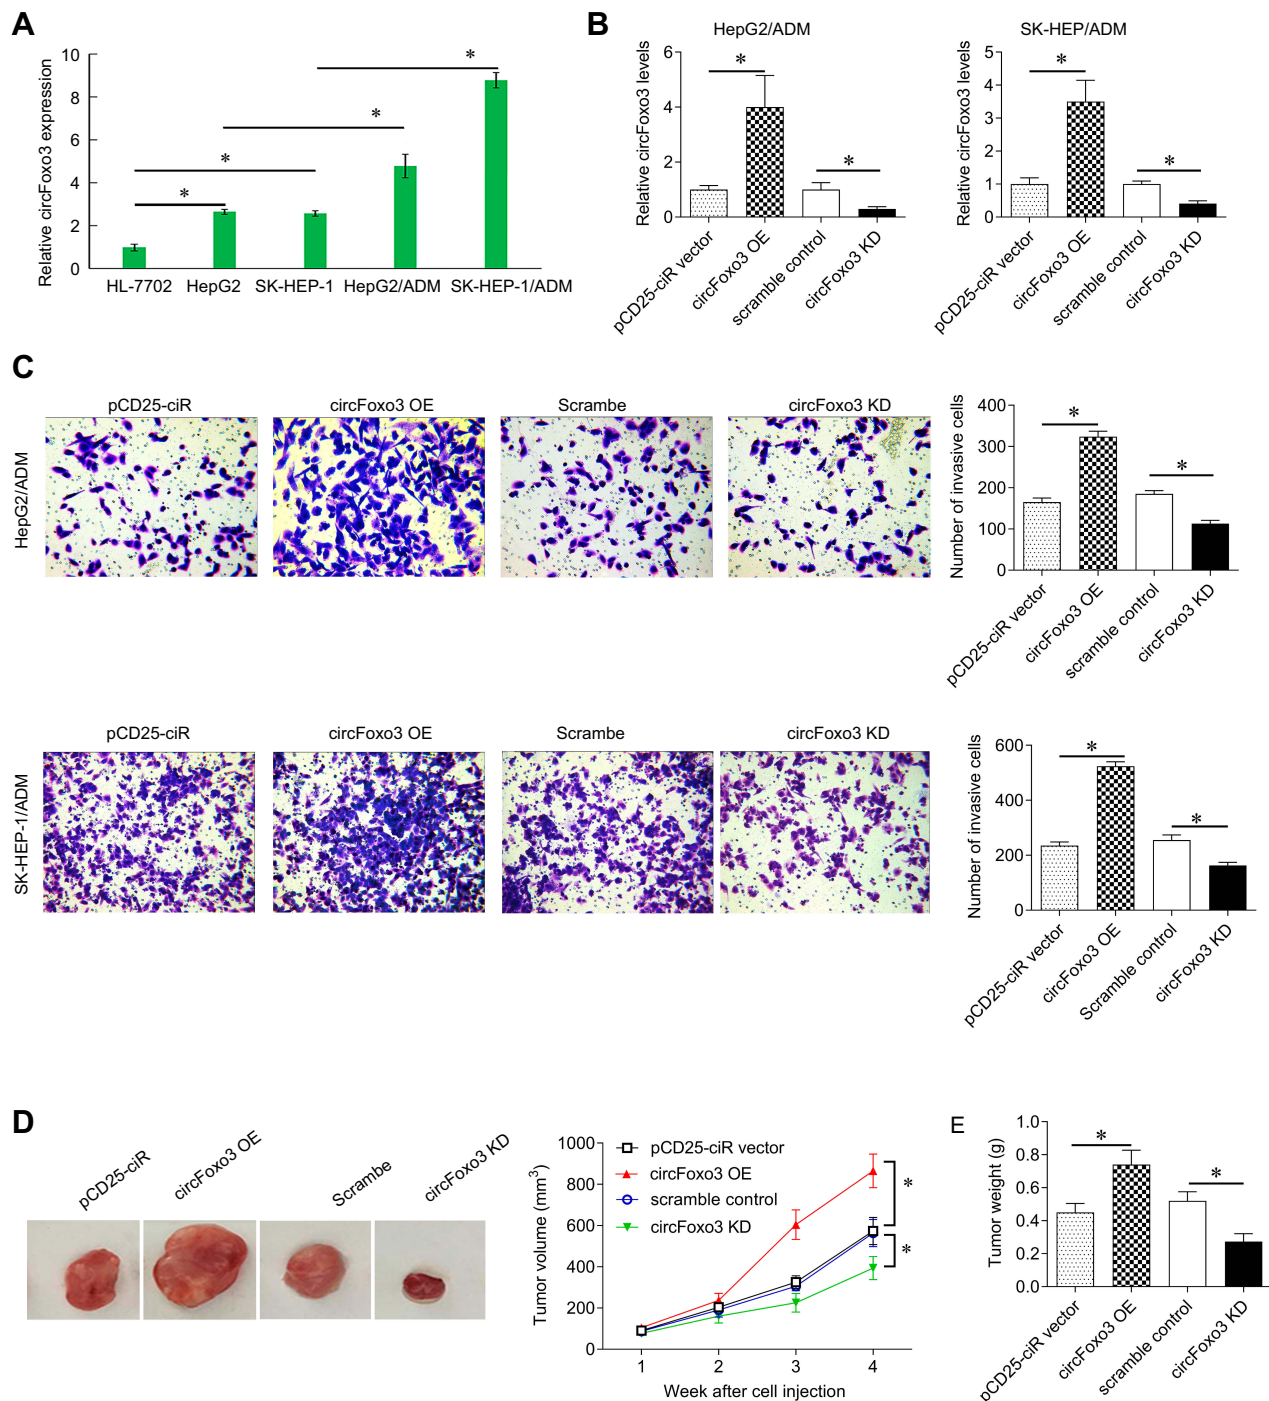 A
Relative circFoxo3 expression
10
8
6
4
2
0
*
*
*
*
HL-7702 HepG2 SK-HEP-1 HepG2/ADM SK-HEP-1/ADM
B
HepG2/ADM
Relative circFoxo3 levels
6
4
2
0
*
*
pCD25-ciR vector
circFoxo3 OE
scramble control
circFoxo3 KD
SK-HEP/ADM
Relative circFoxo3 levels
5
4
3
2
1
0
*
*
pCD25-ciR vector
circFoxo3 OE
scramble control
circFoxo3 KD
C
pCD25-ciR circFoxo3 OE Scrambe circFoxo3 KD
HepG2/ADM
Number of invasive cells
400
300
200
100
0
*
*
pCD25-ciR vector
circFoxo3 OE
scramble control
circFoxo3 KD
pCD25-ciR circFoxo3 OE Scrambe circFoxo3 KD
SK-HEP-1/ADM
Number of invasive cells
600
400
200
0
*
*
pCD25-ciR vector
circFoxo3 OE
Scramble control
circFoxo3 KD
D
pCD25-ciR
circFoxo3 OE
Scrambe
circFoxo3 KD
Tumor volume (mm³)
1000
800
600
400
200
0
pCD25-ciR vector
circFoxo3 OE
scramble control
circFoxo3 KD
*
*
1 2 3 4
Week after cell injection
E
Tumor weight (g)
1.0
0.8
0.6
0.4
0.2
0.0
*
*
pCD25-ciR vector
circFoxo3 OE
scramble control
circFoxo3 KD